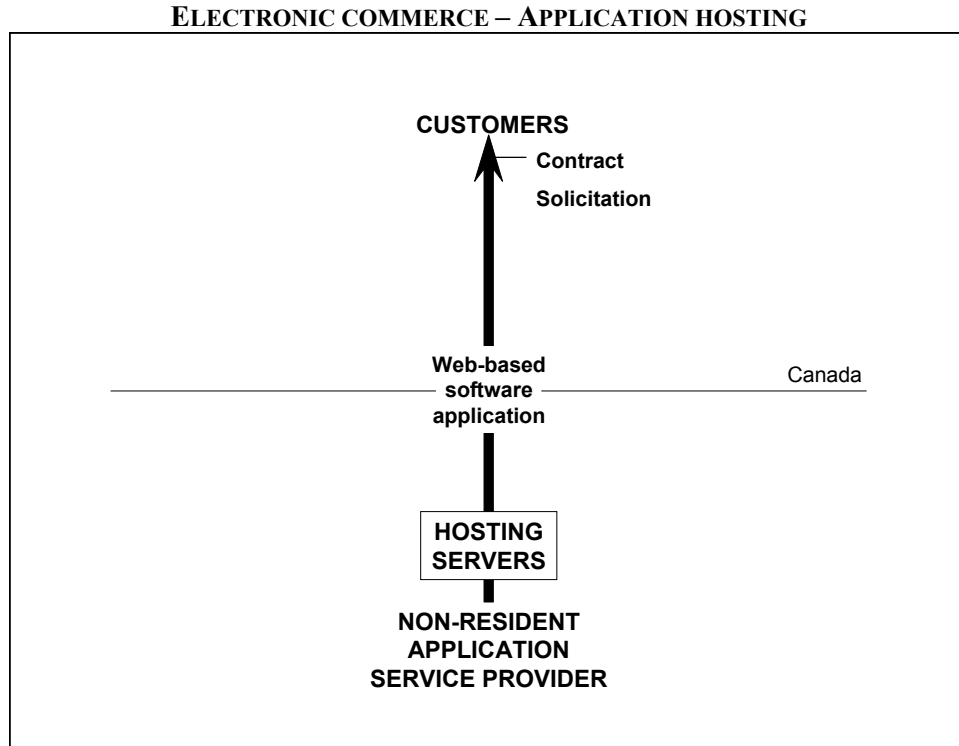 ELECTRONIC COMMERCE – APPLICATION HOSTING
CUSTOMERS
Contract
Solicitation
Web-based
software
application
Canada
HOSTING
SERVERS
NON-RESIDENT
APPLICATION
SERVICE PROVIDER